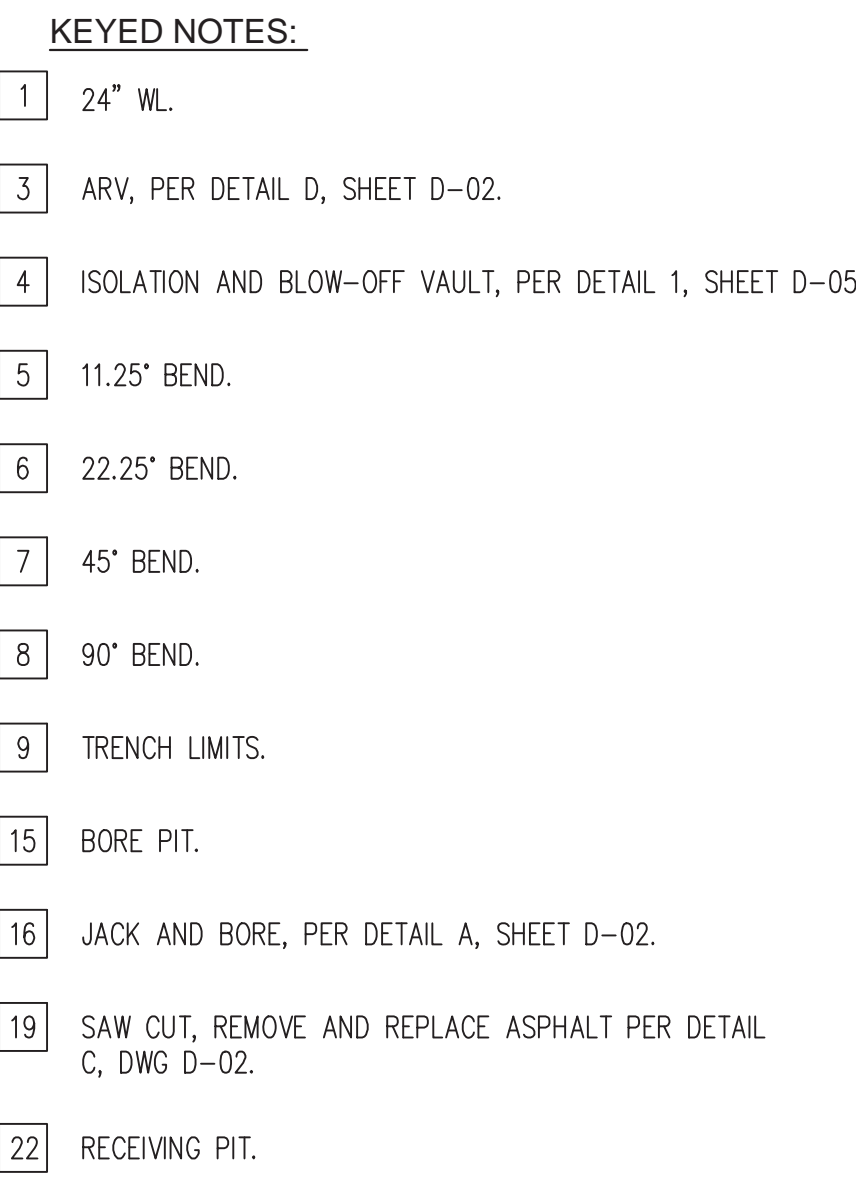 KEYED NOTES:
1 24" WL.
3 ARV, PER DETAIL D, SHEET D-02.
4 ISOLATION AND BLOW-OFF VAULT, PER DETAIL 1, SHEET D-05
5 11.25° BEND.
6 22.25° BEND.
7 45° BEND.
8 90° BEND.
9 TRENCH LIMITS.
15 BORE PIT.
16 JACK AND BORE, PER DETAIL A, SHEET D-02.
19 SAW CUT, REMOVE AND REPLACE ASPHALT PER DETAIL
C, DWG D-02.
22 RECEIVING PIT.